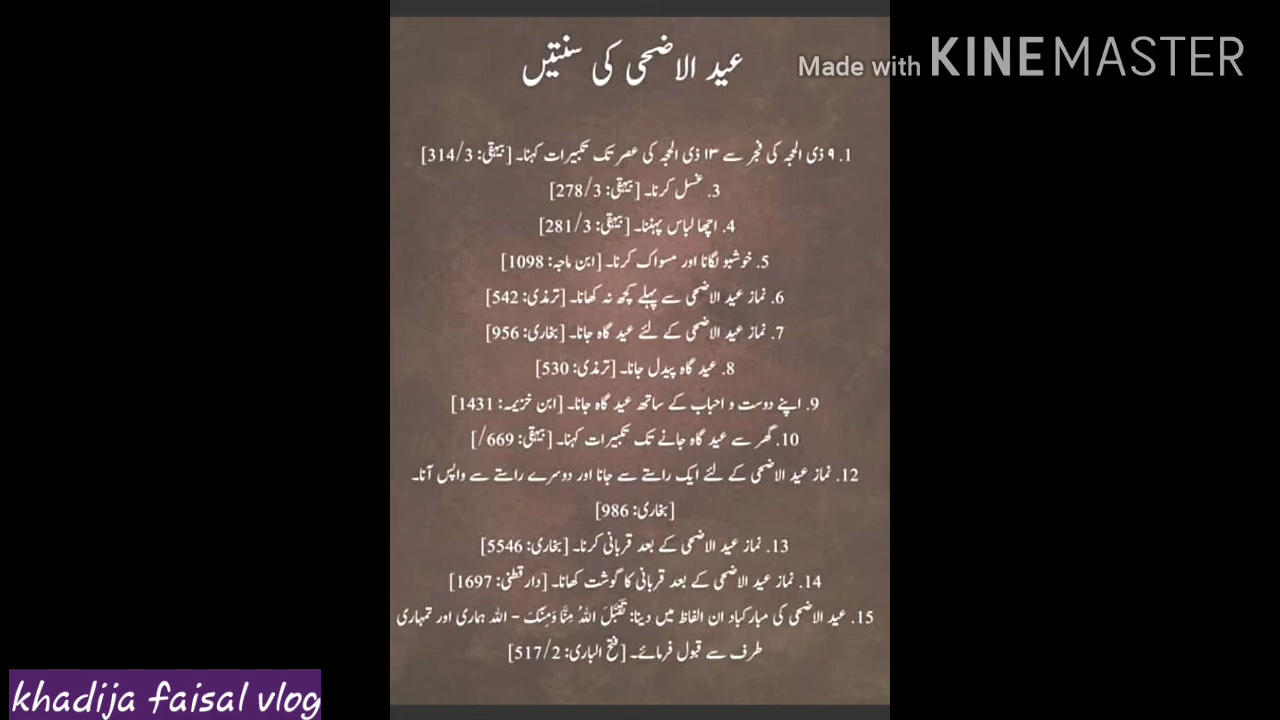 عید الاضحی کی سنتیں
Made with KINEMASTER
1. ۹ ذی الحجہ کی فجر سے ۱۳ ذی الحجہ کی عصر تک تکبیرات کہنا۔ [بیہقی: 314/3]
3. غسل کرنا۔ [بیہقی: 278/3]
4. اچھا لباس پہننا۔ [بیہقی: 281/3]
5. خوشبو لگانا اور مسواک کرنا۔ [ابن ماجہ: 1098]
6. نماز عید الاضحی سے پہلے کچھ نہ کھانا۔ [ترمذی: 542]
7. نماز عید الاضحی کے لئے عید گاہ جانا۔ [بخاری: 956]
8. عید گاہ پیدل جانا۔ [ترمذی: 530]
9. اپنے دوست و احباب کے ساتھ عید گاہ جانا۔ [ابن خزیمہ: 1431]
10. گھر سے عید گاہ جانے تک تکبیرات کہنا۔ [بیہقی: 669/]
12. نماز عید الاضحی کے لئے ایک راستے سے جانا اور دوسرے راستے سے واپس آنا۔
[بخاری: 986]
13. نماز عید الاضحی کے بعد قربانی کرنا۔ [بخاری: 5546]
14. نماز عید الاضحی کے بعد قربانی کا گوشت کھانا۔ [دارقطنی: 1697]
15. عید الاضحی کی مبارکباد ان الفاظ میں دینا: تَقَبَّلَ اللہُ مِنَّا وَمِنْکَ – اللہ ہماری اور تمہاری
طرف سے قبول فرمائے۔ [فتح الباری: 517/2]
khadija faisal vlog